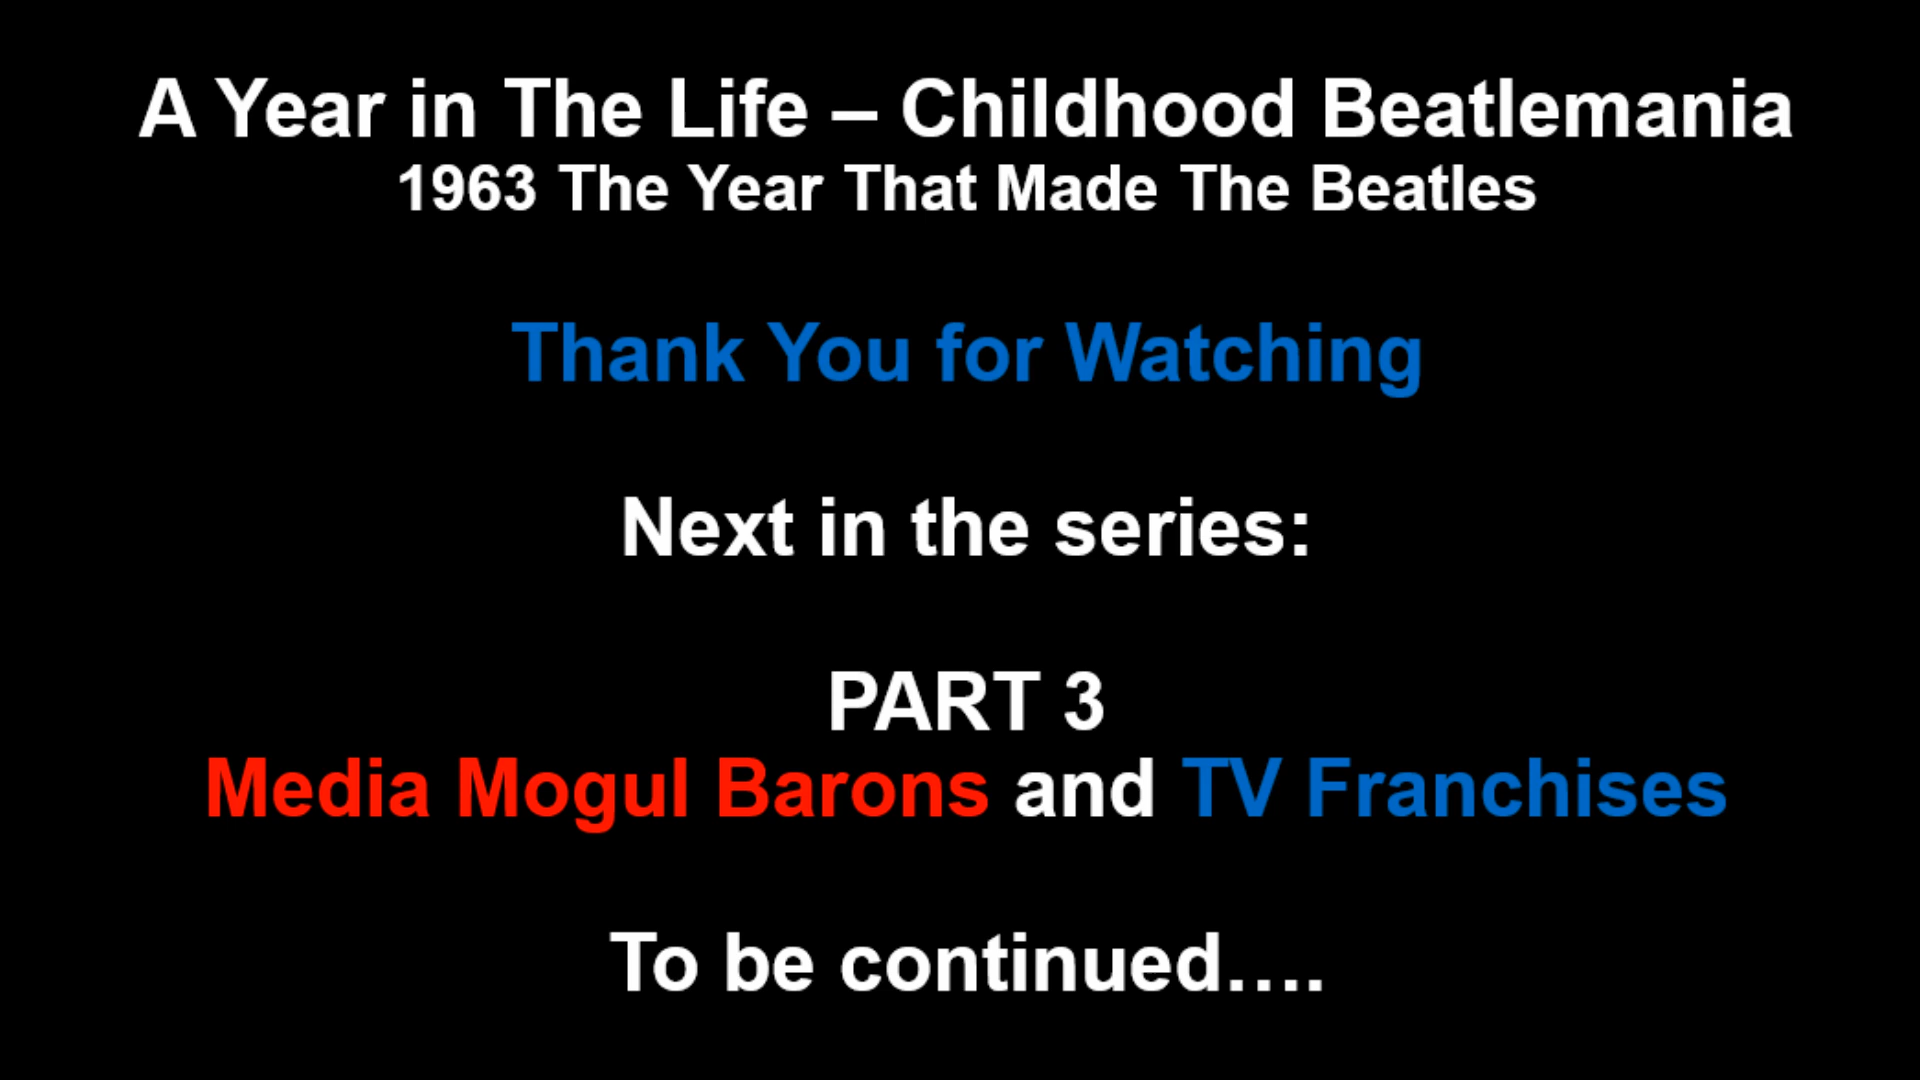 A Year in The Life – Childhood Beatlemania
1963 The Year That Made The Beatles
Thank You for Watching
Next in the series:
PART 3
Media Mogul Barons and TV Franchises
To be continued....